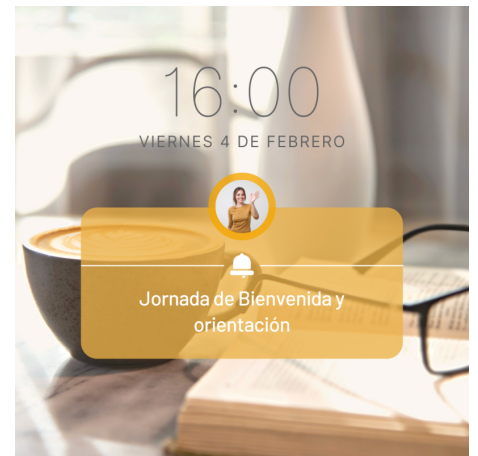 16:00
VIERNES 4 DE FEBRERO
Jornada de Bienvenida y
orientación